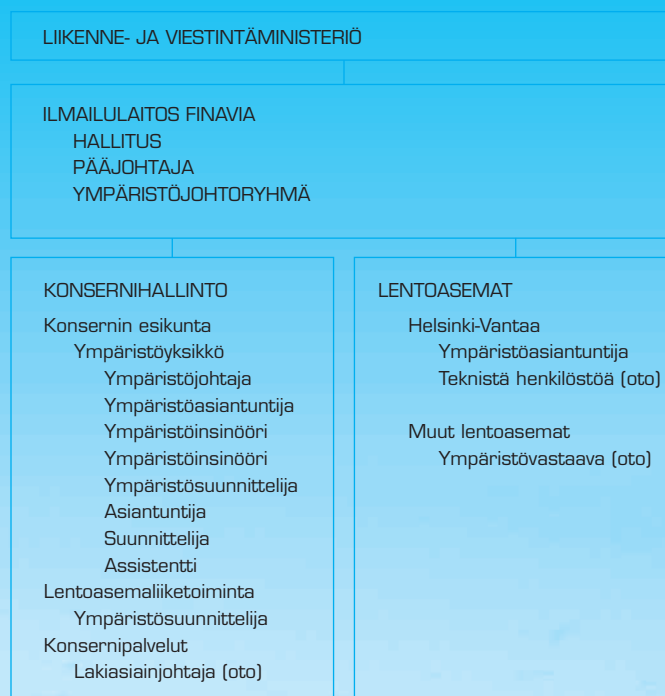 LIIKENNE- JA VIESTINTÄMINISTERIÖ
ILMAILULAITOS FINAVIA
HALLITUS
PÄÄJOHTAJA
YMPÄRISTÖJOHTORYHMÄ
KONSERNIHALLINTO
Konsernin esikunta
Ympäristöyksikkö
Ympäristöjohtaja
Ympäristöasiantuntija
Ympäristöinsinööri
Ympäristöinsinööri
Ympäristösuunnittelija
Asiantuntija
Suunnittelija
Assistentti
Lentoasemaliiketoiminta
Ympäristösuunnittelija
Konsernipalvelut
Lakiasiainjohtaja (oto)
LENTOASEMAT
Helsinki-Vantaa
Ympäristöasiantuntija
Teknistä henkilöstöä (oto)
Muut lentoasemat
Ympäristövastaava (oto)